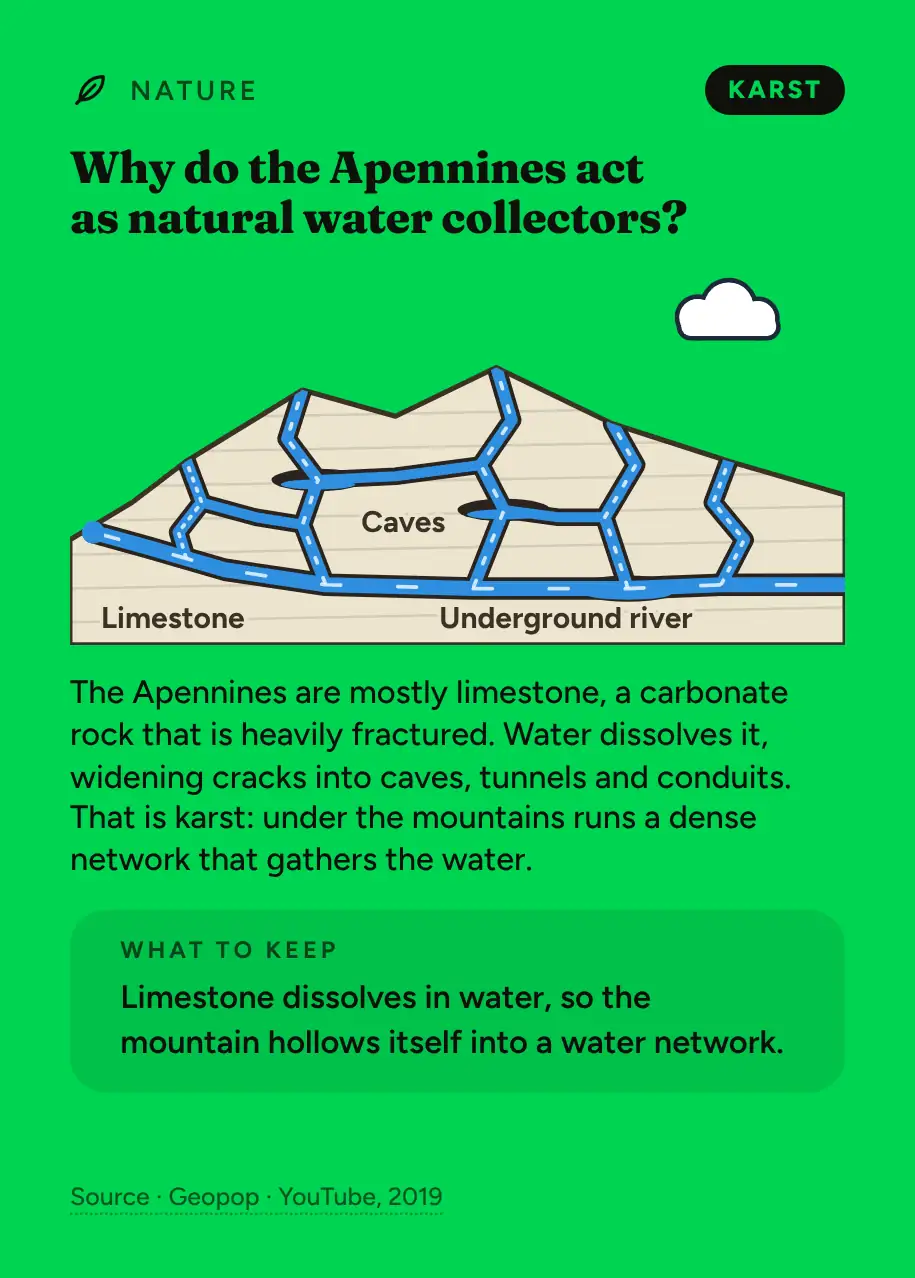 NATURE
KARST
Why do the Apennines act
as natural water collectors?
Caves
Limestone
Underground river
The Apennines are mostly limestone, a carbonate
rock that is heavily fractured. Water dissolves it,
widening cracks into caves, tunnels and conduits.
That is karst: under the mountains runs a dense
network that gathers the water.
WHAT TO KEEP
Limestone dissolves in water, so the
mountain hollows itself into a water network.
Source · Geopop · YouTube, 2019